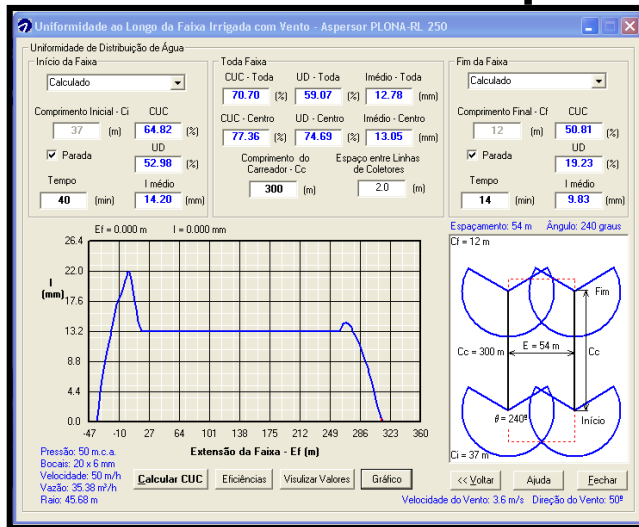 Uniformidade ao Longo da Faixa Irrigada com Vento - Aspersor PLONA-RL 250
Uniformidade de Distribuição de Água
Início da Faixa
Calculado
Comprimento Inicial - Ci CUC
37 (m) 64.82 (%)
Parada UD
52.98 (%)
Tempo I médio
40 (min) 14.20 (mm)
Toda Faixa
CUC - Toda UD - Toda Imédio - Toda
70.70 (%) 59.07 (%) 12.78 (mm)
CUC - Centro UD - Centro Imédio - Centro
77.36 (%) 74.69 (%) 13.05 (mm)
Comprimento do Carreador - Cc Espaço entre Linhas de Coletores
300 (m) 2.0 (m)
Fim da Faixa
Calculado
Comprimento Final - Cf CUC
12 (m) 50.81 (%)
Parada UD
19.23 (%)
Tempo I médio
14 (min) 9.83 (mm)
Ef = 0.000 m I = 0.000 mm
I (mm)
26.4
22.0
17.6
13.2
8.8
4.4
0.0
-47 -10 27 64 101 138 175 212 249 286 323 360
Extensão da Faixa - Ef (m)
Espaçamento: 54 m Ângulo: 240 graus
Cf = 12 m
Fim
Cc = 300 m E = 54 m Cc
θ = 240º Início
Ci = 37 m
Pressão: 50 m.c.a.
Bocais: 20 x 6 mm
Velocidade: 50 m/h
Vazão: 35.38 m³/h
Raio: 45.68 m
Calcular CUC Eficiências Visulizar Valores Gráfico << Voltar Ajuda Fechar
Velocidade do Vento: 3.6 m/s Direção do Vento: 50º